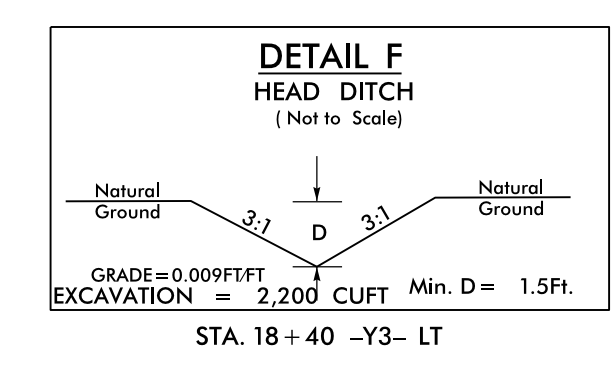 DETAIL F
HEAD DITCH
( Not to Scale)
Natural
Ground
3:1
D
3:1
Natural
Ground
GRADE=0.009FT/FT
EXCAVATION = 2,200 CUFT
Min. D= 1.5Ft.
STA. 18+40 -Y3- LT